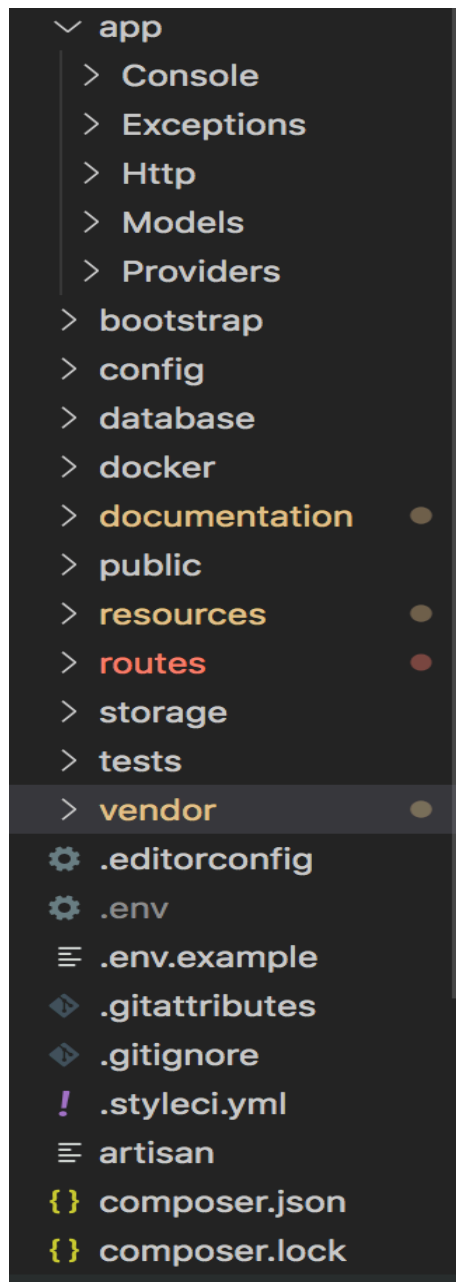 app
Console
Exceptions
Http
Models
Providers
bootstrap
config
database
docker
documentation
public
resources
routes
storage
tests
vendor
.editorconfig
.env
.env.example
.gitattributes
.gitignore
.styleci.yml
artisan
composer.json
composer.lock